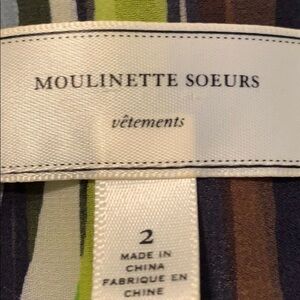 MOULINETTE SOEURS
vêtements
2
MADE IN
CHINA
FABRIQUE EN
CHINE